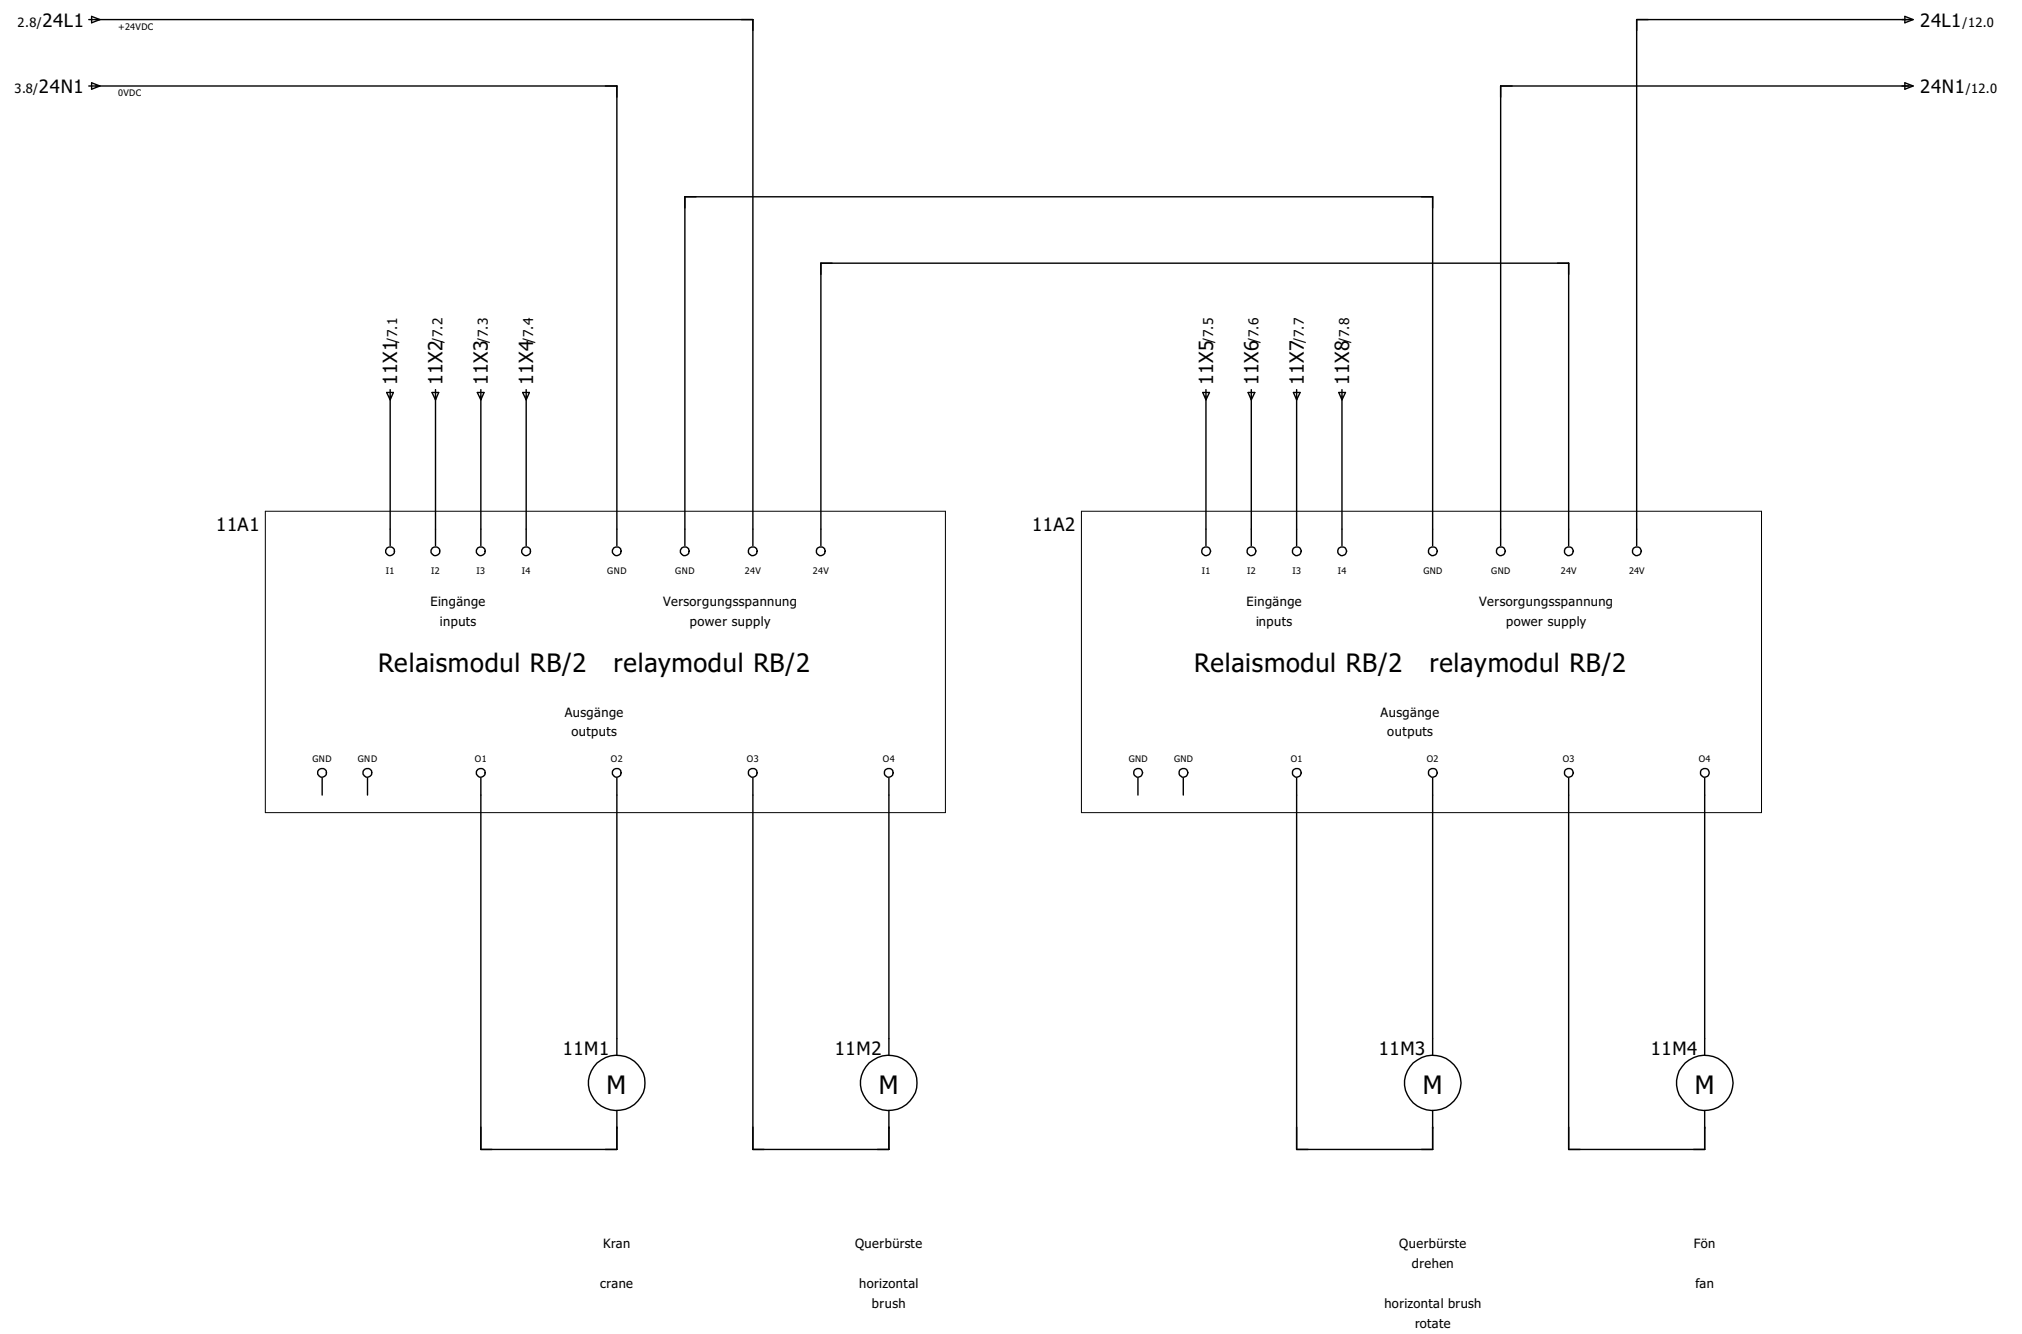 2.8/24L1
+24VDC
24L1/12.0
3.8/24N1
0VDC
24N1/12.0
11X1/7.1
11X2/7.2
11X3/7.3
11X4/7.4
11X5/7.5
11X6/7.6
11X7/7.7
11X8/7.8
11A1
I1 I2 I3 I4 GND GND 24V 24V
Eingänge
inputs
Versorgungsspannung
power supply
Relaismodul RB/2 relaymodul RB/2
Ausgänge
outputs
GND GND O1 O2 O3 O4
11A2
I1 I2 I3 I4 GND GND 24V 24V
Eingänge
inputs
Versorgungsspannung
power supply
Relaismodul RB/2 relaymodul RB/2
Ausgänge
outputs
GND GND O1 O2 O3 O4
11M1
M
11M2
M
11M3
M
11M4
M
Kran
crane
Querbürste
horizontal
brush
Querbürste
drehen
horizontal brush
rotate
Fön
fan